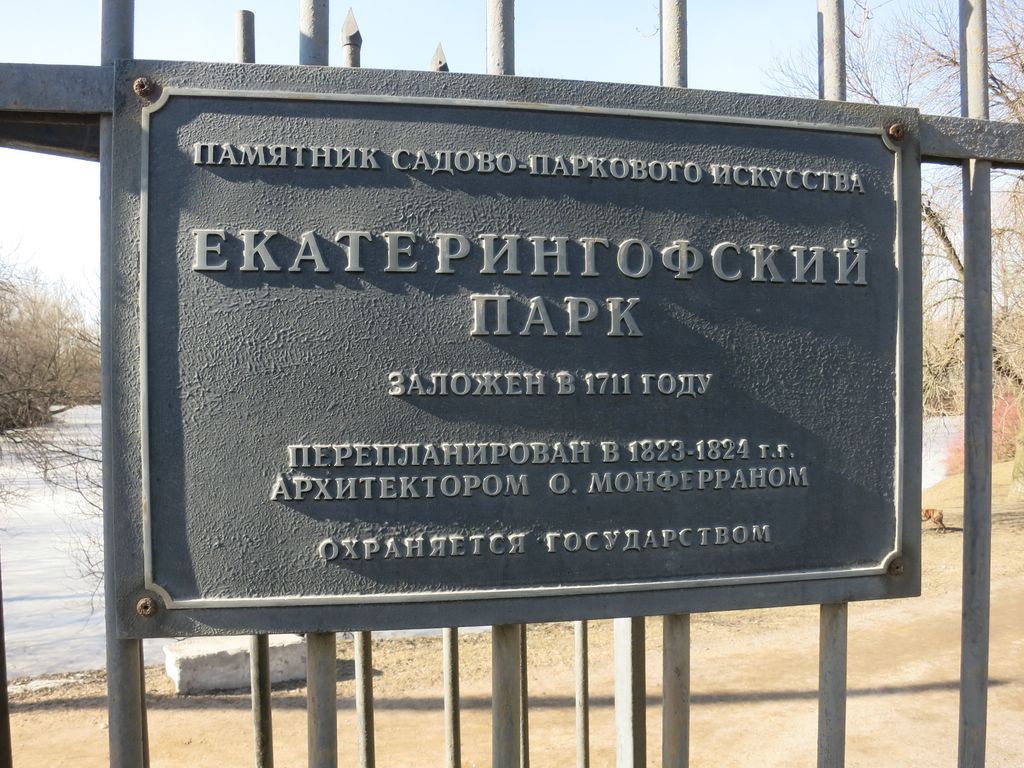 ПАМЯТНИК САДОВО-ПАРКОВОГО ИСКУССТВА
ЕКАТЕРИНГОФСКИЙ
ПАРК
ЗАЛОЖЕН В 1711 ГОДУ
ПЕРЕПЛАНИРОВАН В 1823-1824 г.г.
АРХИТЕКТОРОМ О. МОНФЕРРАНОМ
ОХРАНЯЕТСЯ ГОСУДАРСТВОМ